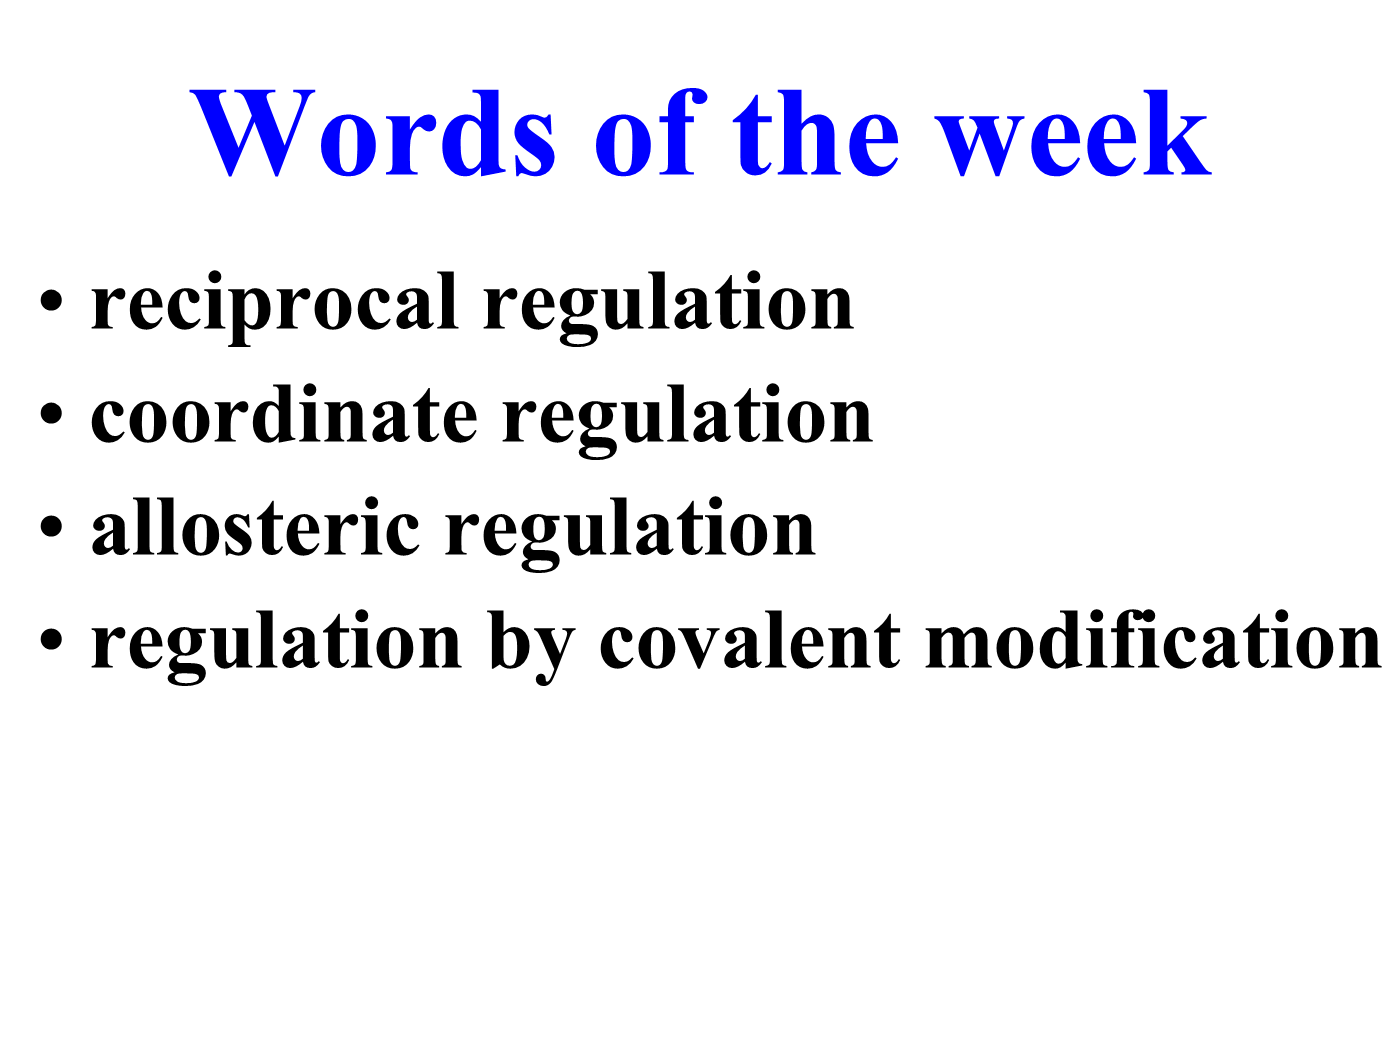 Words of the week
• reciprocal regulation
• coordinate regulation
• allosteric regulation
• regulation by covalent modification